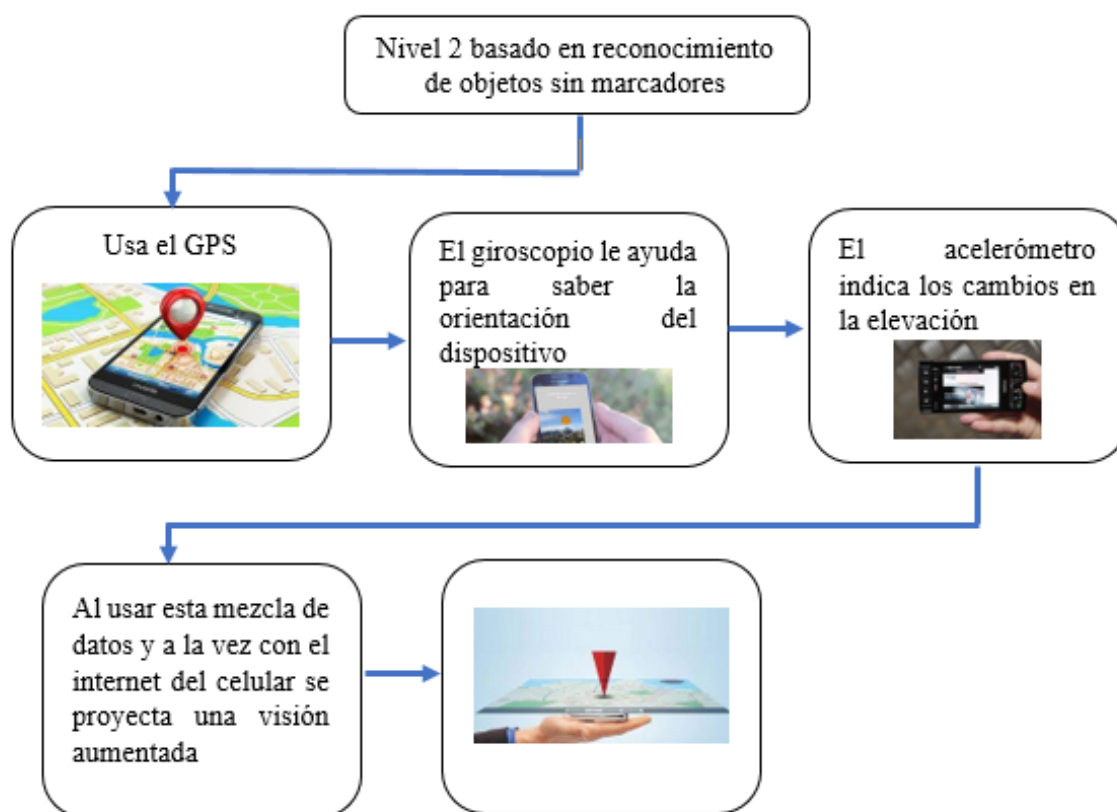 Nivel 2 basado en reconocimiento
de objetos sin marcadores
Usa el GPS
El giroscopio le ayuda
para saber la
orientación del
dispositivo
El acelerómetro
indica los cambios en
la elevación
Al usar esta mezcla de
datos y a la vez con el
internet del celular se
proyecta una visión
aumentada